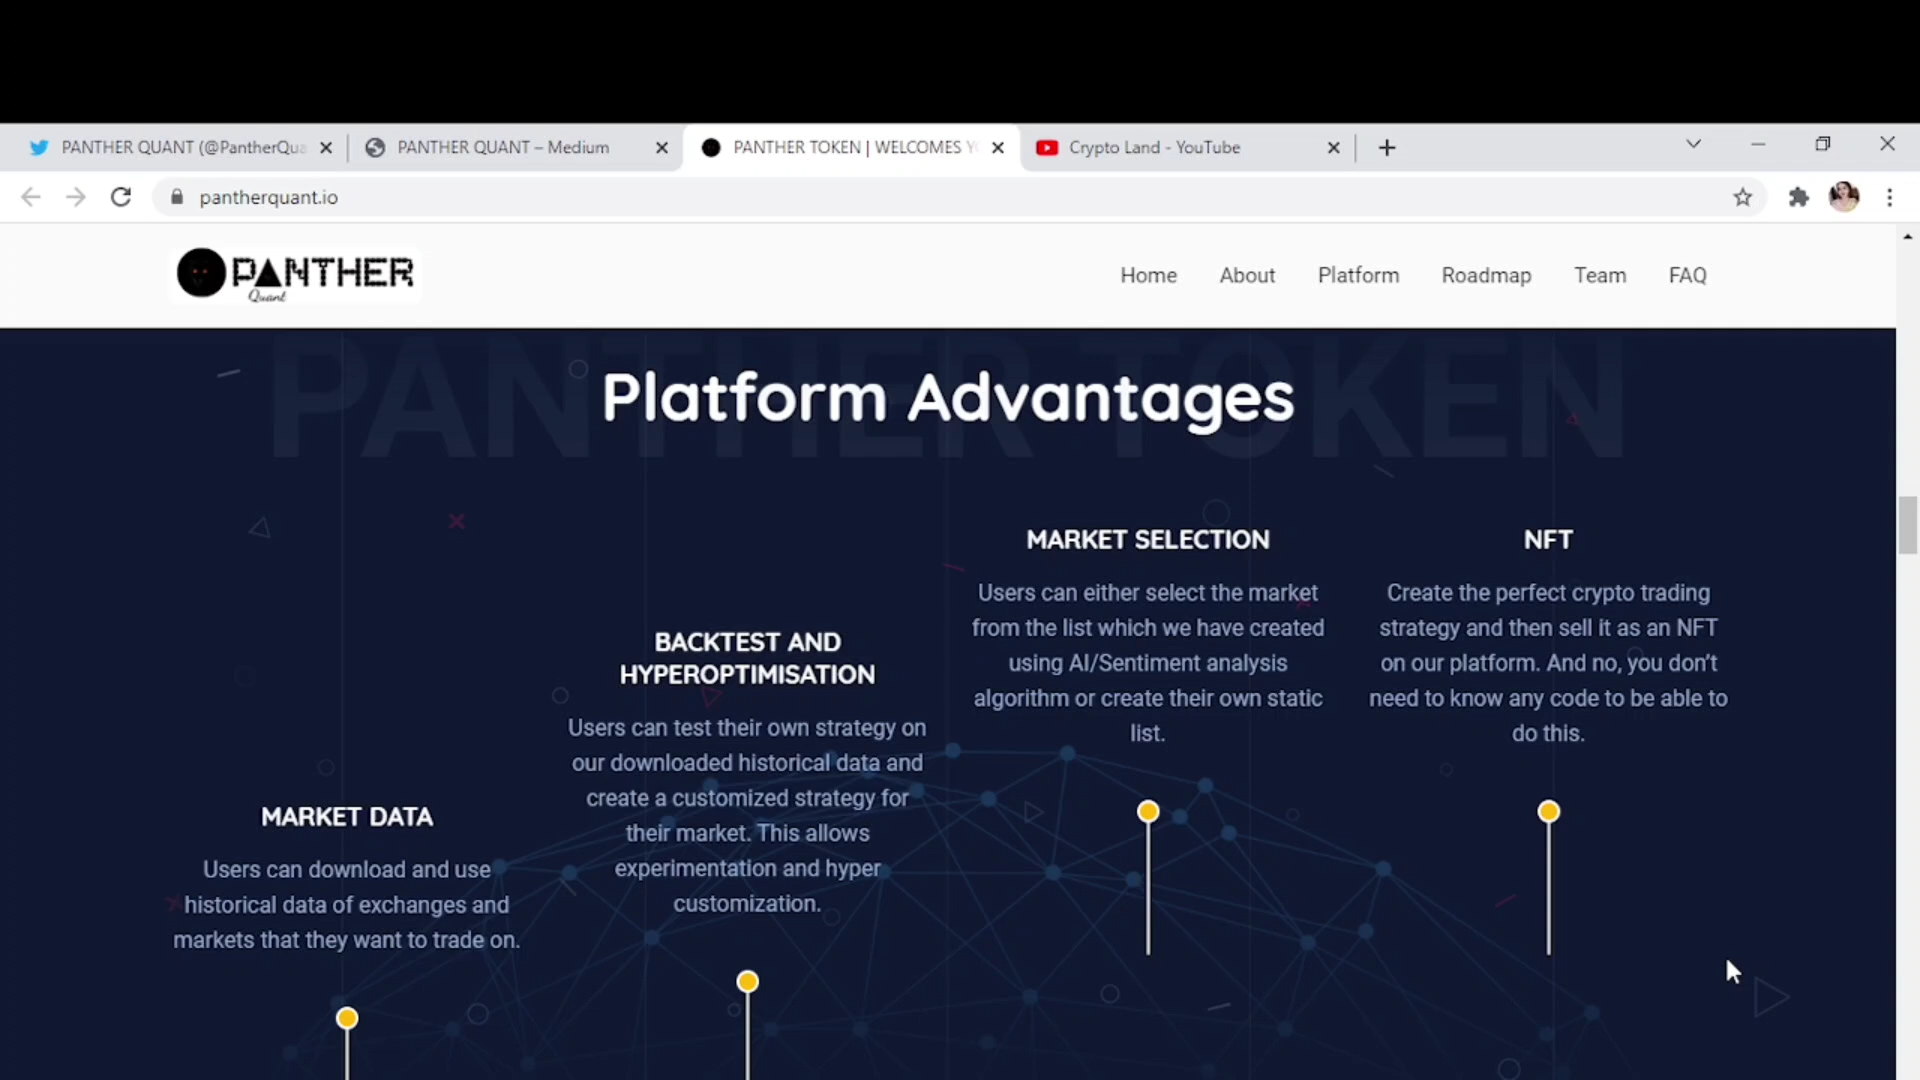 PANTHER QUANT (@PantherQua
PANTHER QUANT – Medium
PANTHER TOKEN | WELCOMES Y
Crypto Land - YouTube
pantherquant.io
PANTHER
Quant
Home
About
Platform
Roadmap
Team
FAQ
PANTHER TOKEN
Platform Advantages
MARKET DATA
Users can download and use
historical data of exchanges and
markets that they want to trade on.
BACKTEST AND
HYPEROPTIMISATION
Users can test their own strategy on
our downloaded historical data and
create a customized strategy for
their market. This allows
experimentation and hyper
customization.
MARKET SELECTION
Users can either select the market
from the list which we have created
using AI/Sentiment analysis
algorithm or create their own static
list.
NFT
Create the perfect crypto trading
strategy and then sell it as an NFT
on our platform. And no, you don't
need to know any code to be able to
do this.